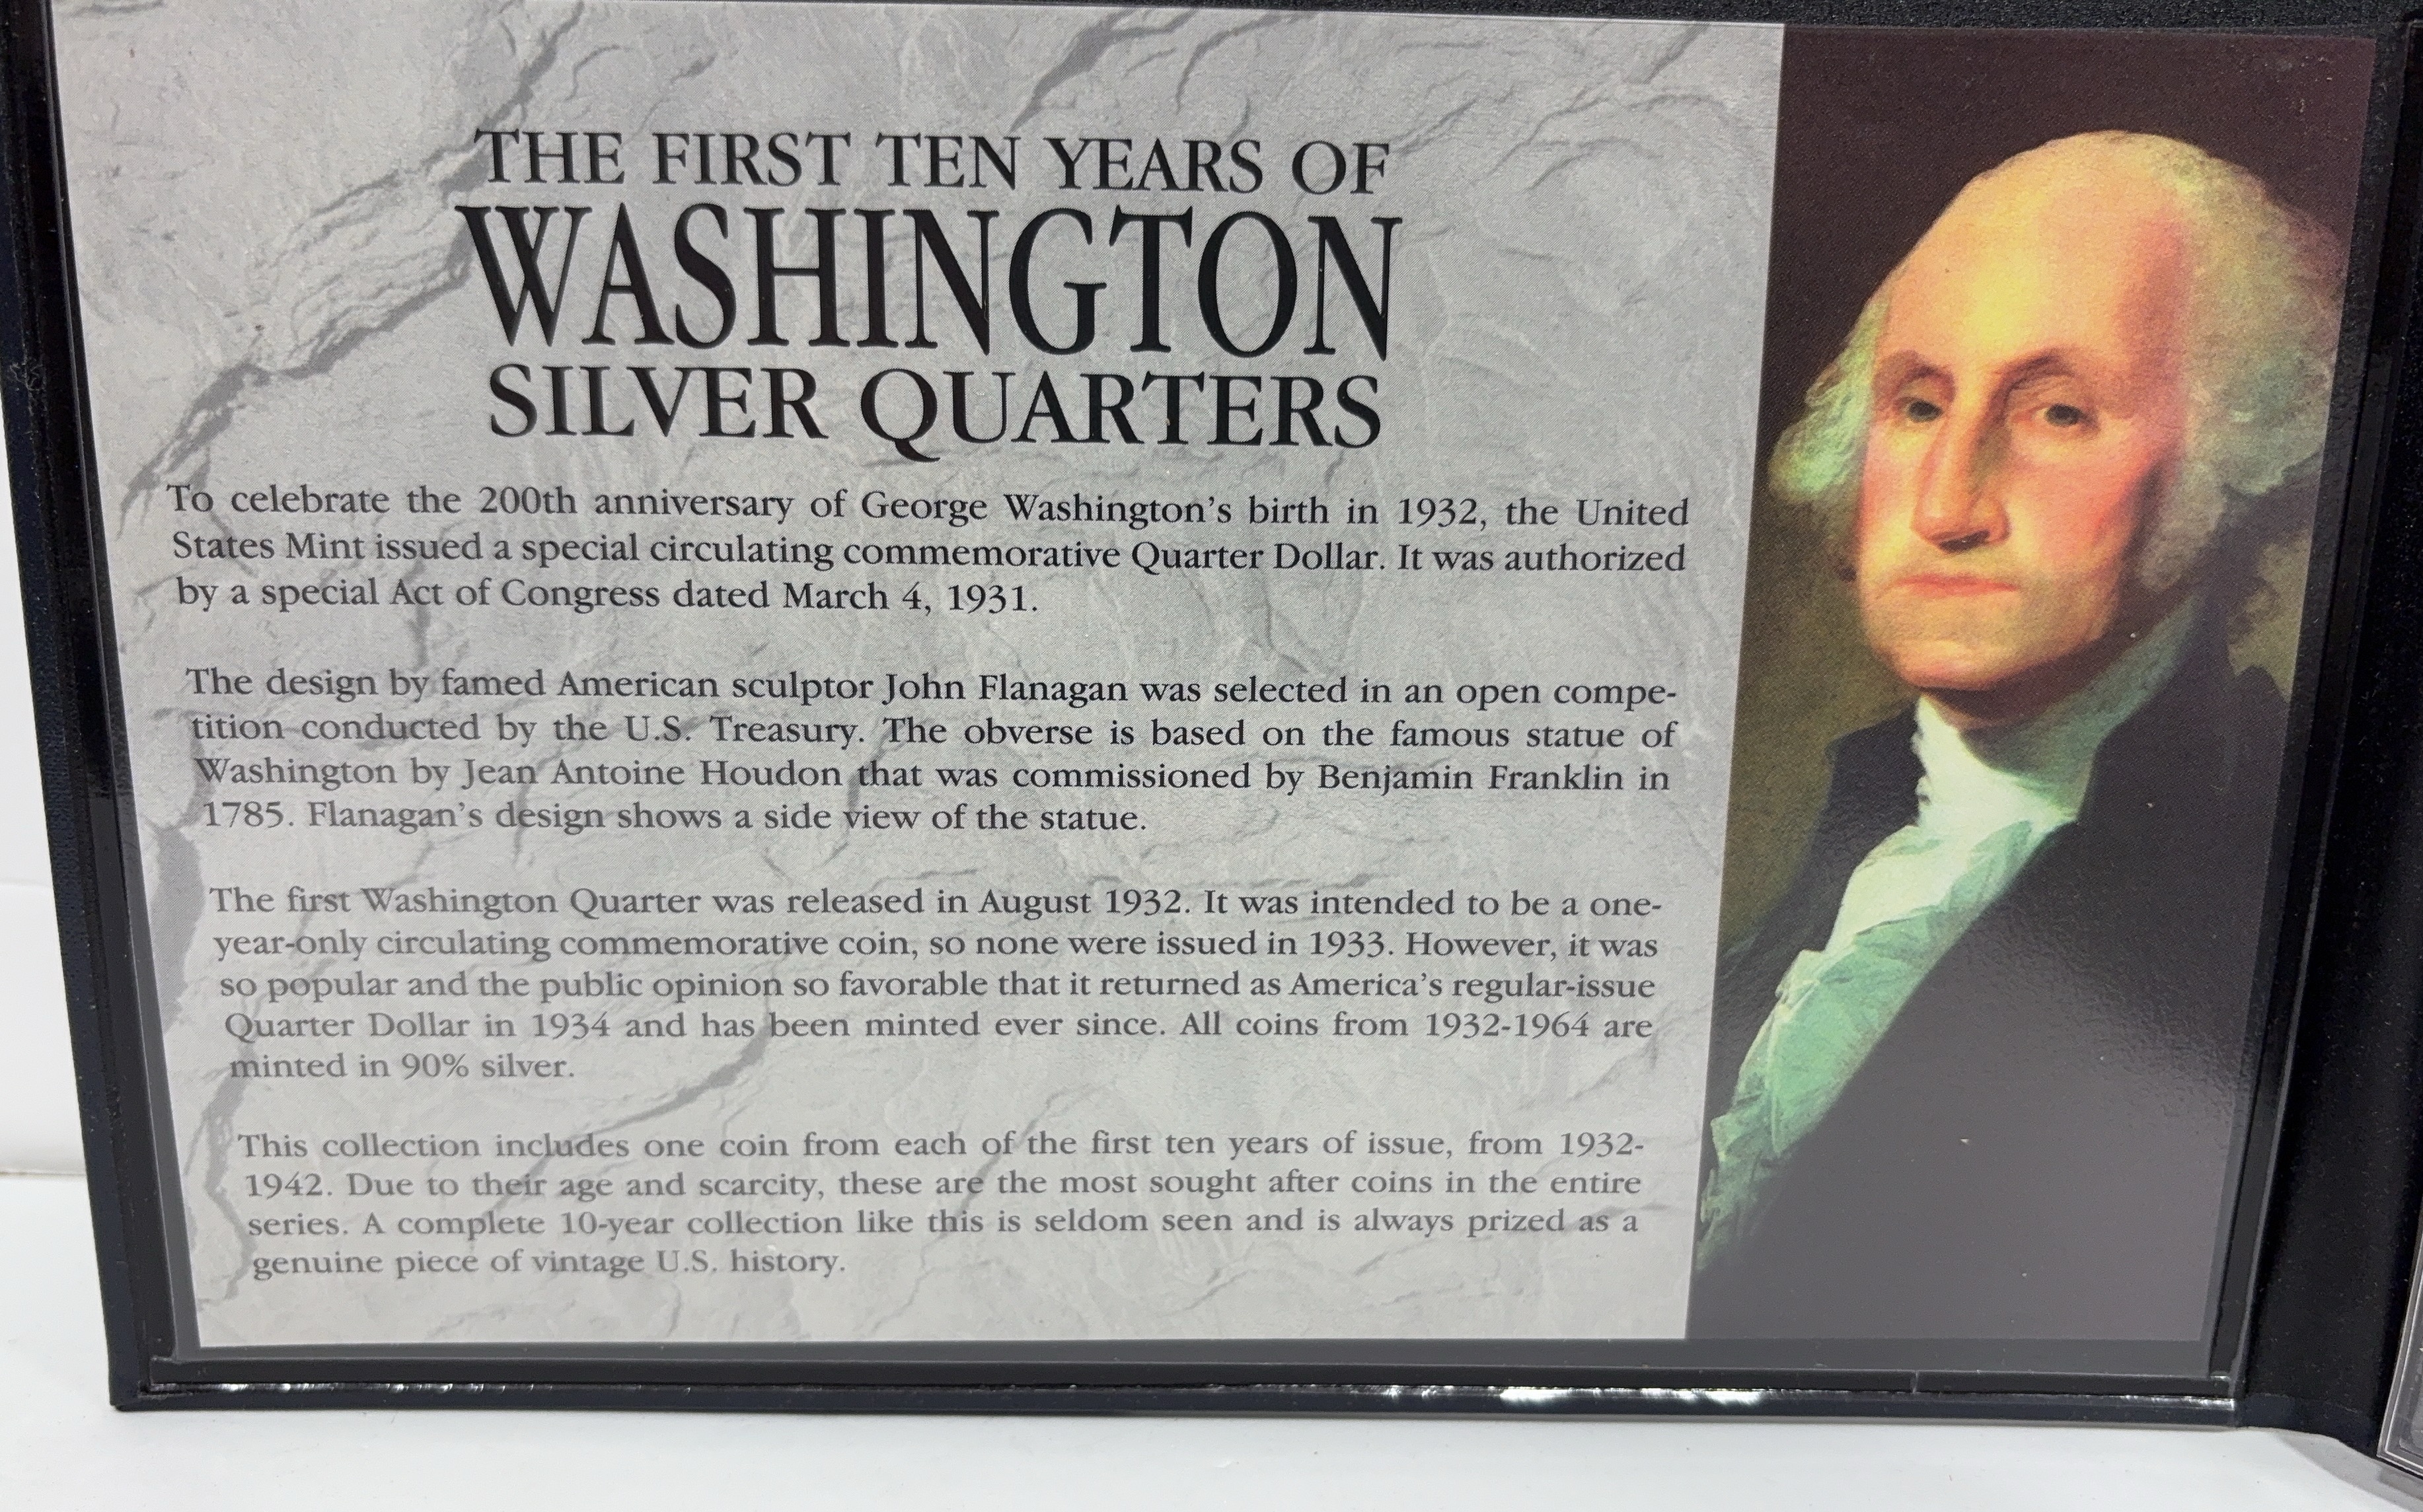 THE FIRST TEN YEARS OF
WASHINGTON
SILVER QUARTERS
To celebrate the 200th anniversary of George Washington's birth in 1932, the United
States Mint issued a special circulating commemorative Quarter Dollar. It was authorized
by a special Act of Congress dated March 4, 1931.
The design by famed American sculptor John Flanagan was selected in an open compe-
tition conducted by the U.S. Treasury. The obverse is based on the famous statue of
Washington by Jean Antoine Houdon that was commissioned by Benjamin Franklin in
1785. Flanagan's design shows a side view of the statue.
The first Washington Quarter was released in August 1932. It was intended to be a one-
year-only circulating commemorative coin, so none were issued in 1933. However, it was
so popular and the public opinion so favorable that it returned as America's regular-issue
Quarter Dollar in 1934 and has been minted ever since. All coins from 1932-1964 are
minted in 90% silver.
This collection includes one coin from each of the first ten years of issue, from 1932-
1942. Due to their age and scarcity, these are the most sought after coins in the entire
series. A complete 10-year collection like this is seldom seen and is always prized as a
genuine piece of vintage U.S. history.